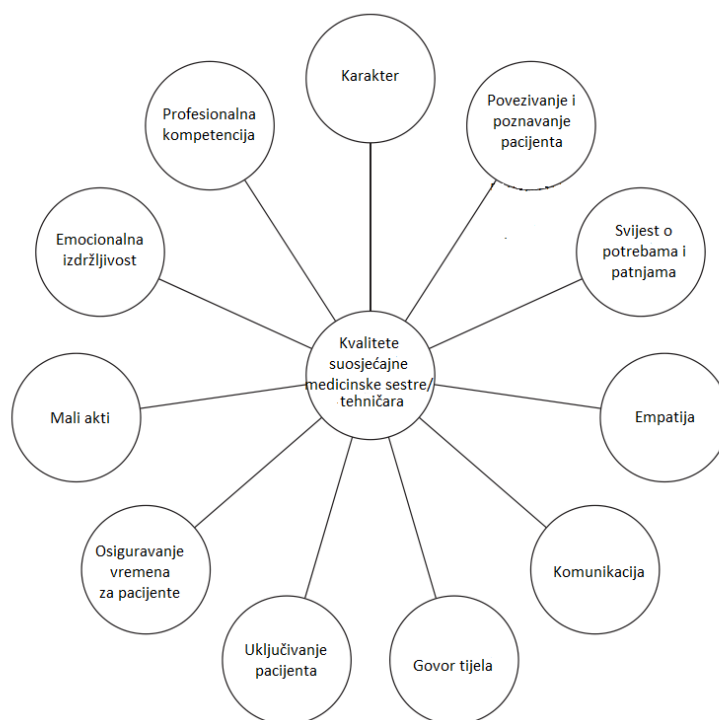 Karakter
Povezivanje i
poznavanje
pacijenta
Svijest o
potrebama i
patnjama
Empatija
Komunikacija
Govor tijela
Uključivanje
pacijenta
Osiguravanje
vremena
za pacijente
Mali akti
Emocionalna
izdržljivost
Profesionalna
kompetencija
Kvalitete
suosjećajne
medicinske sestre/
tehničara